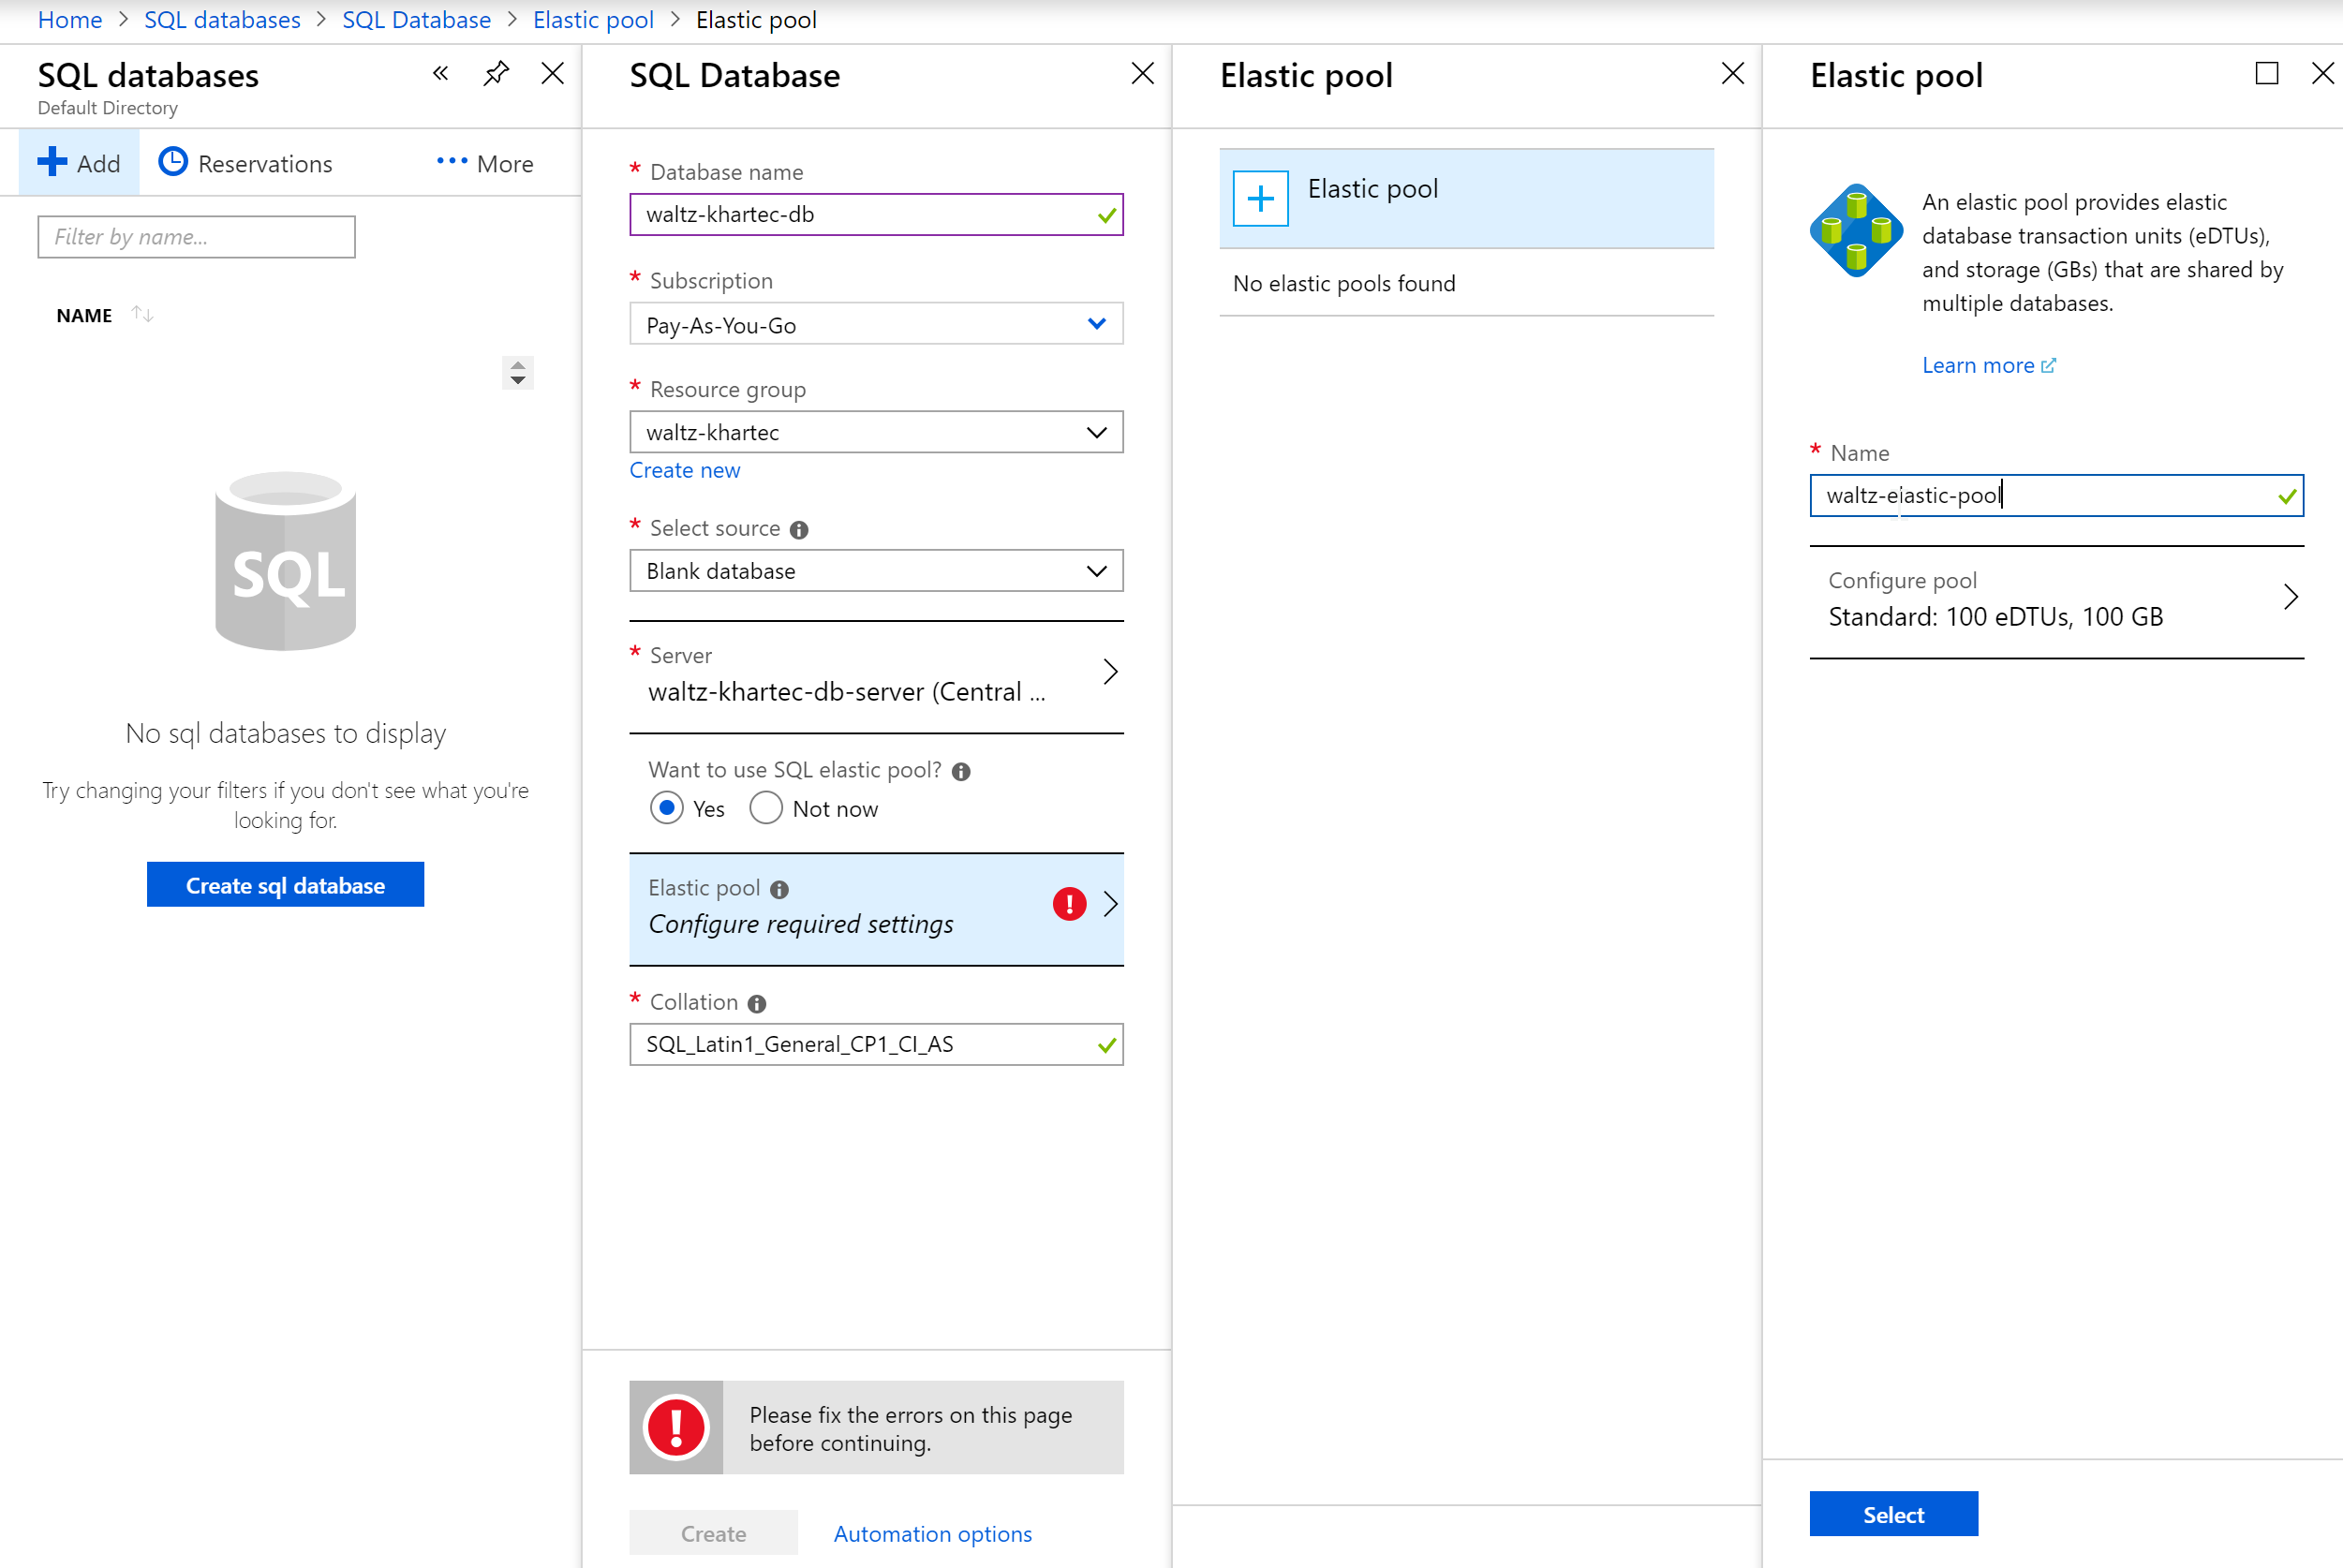 Home > SQL databases > SQL Database > Elastic pool > Elastic pool
SQL databases
Default Directory
Add
Reservations
More
Filter by name...
NAME
SQL
No sql databases to display
Try changing your filters if you don't see what you're
looking for.
Create sql database
SQL Database
* Database name
waltz-khartec-db
* Subscription
Pay-As-You-Go
* Resource group
waltz-khartec
Create new
* Select source
Blank database
* Server
waltz-khartec-db-server (Central ...
Want to use SQL elastic pool?
Yes
Not now
Elastic pool
Configure required settings
* Collation
SQL_Latin1_General_CP1_CI_AS
Please fix the errors on this page
before continuing.
Create
Automation options
Elastic pool
Elastic pool
No elastic pools found
Elastic pool
An elastic pool provides elastic
database transaction units (eDTUs),
and storage (GBs) that are shared by
multiple databases.
Learn more
* Name
waltz-elastic-pool
Configure pool
Standard: 100 eDTUs, 100 GB
Select